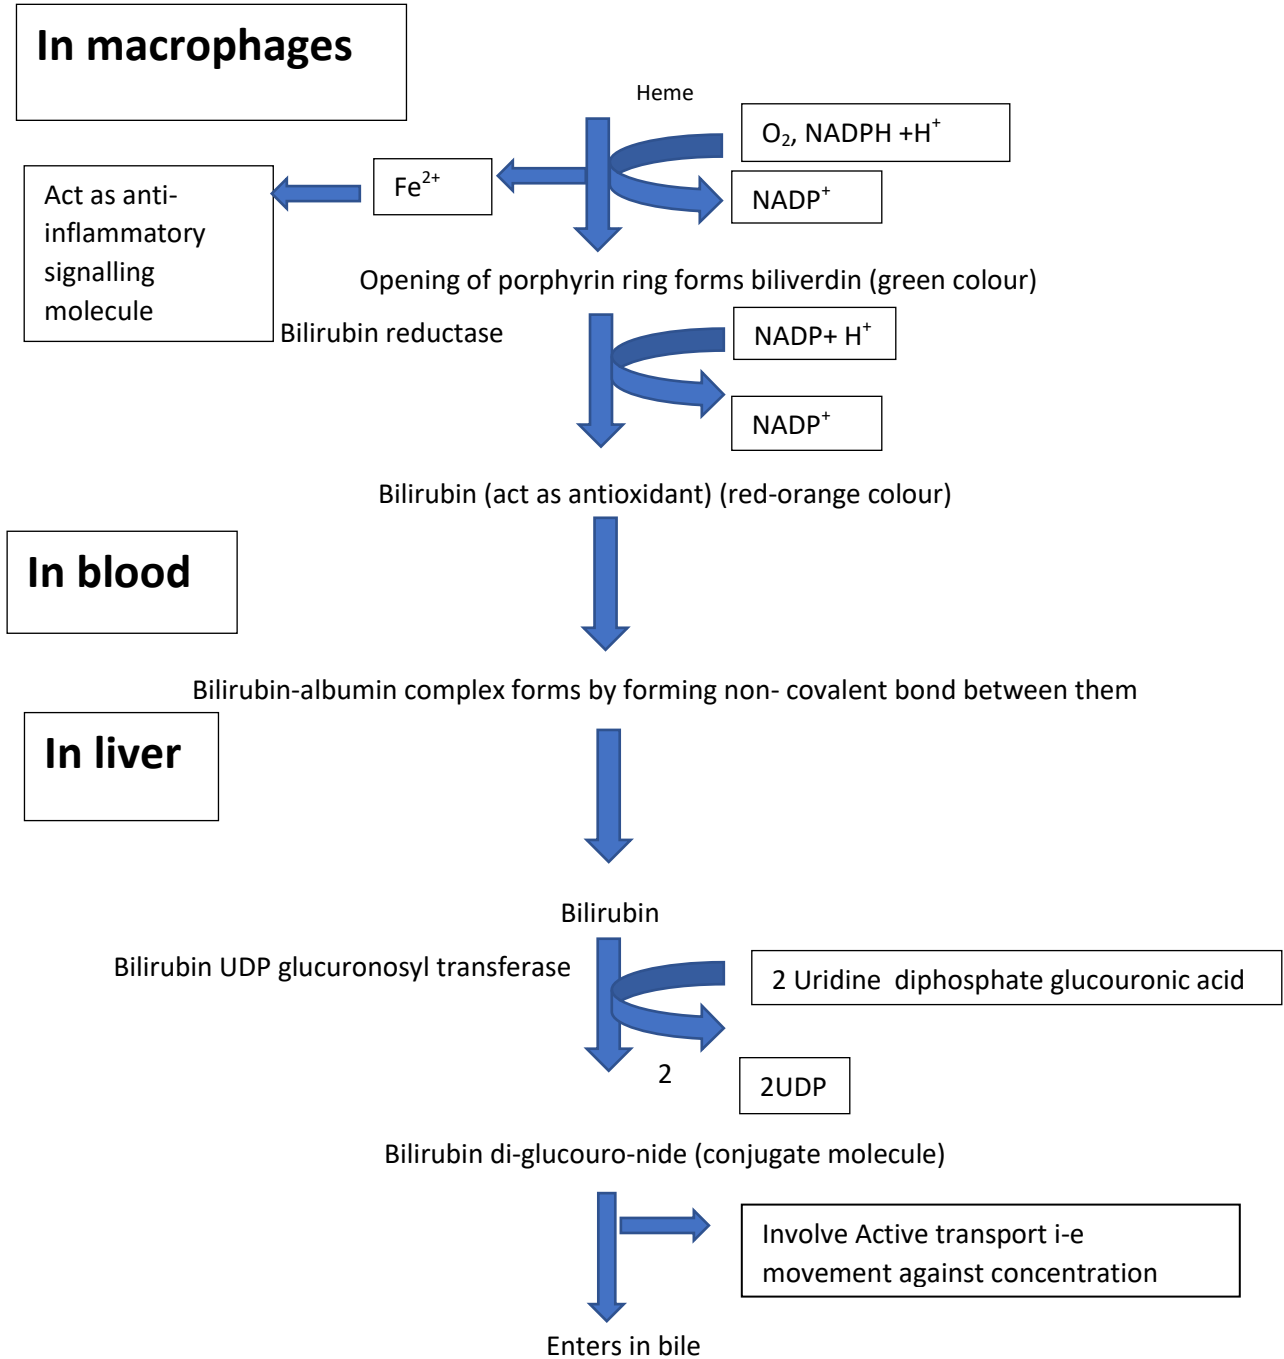 In macrophages
Heme
O₂, NADPH +H⁺
Fe²⁺
NADP⁺
Act as anti-
inflammatory
signalling
molecule
Opening of porphyrin ring forms biliverdin (green colour)
Bilirubin reductase
NADP+ H⁺
NADP⁺
Bilirubin (act as antioxidant) (red-orange colour)
In blood
Bilirubin-albumin complex forms by forming non- covalent bond between them
In liver
Bilirubin
Bilirubin UDP glucuronosyl transferase
2 Uridine  diphosphate glucouronic acid
2
2UDP
Bilirubin di-glucouro-nide (conjugate molecule)
Involve Active transport i-e
movement against concentration
Enters in bile